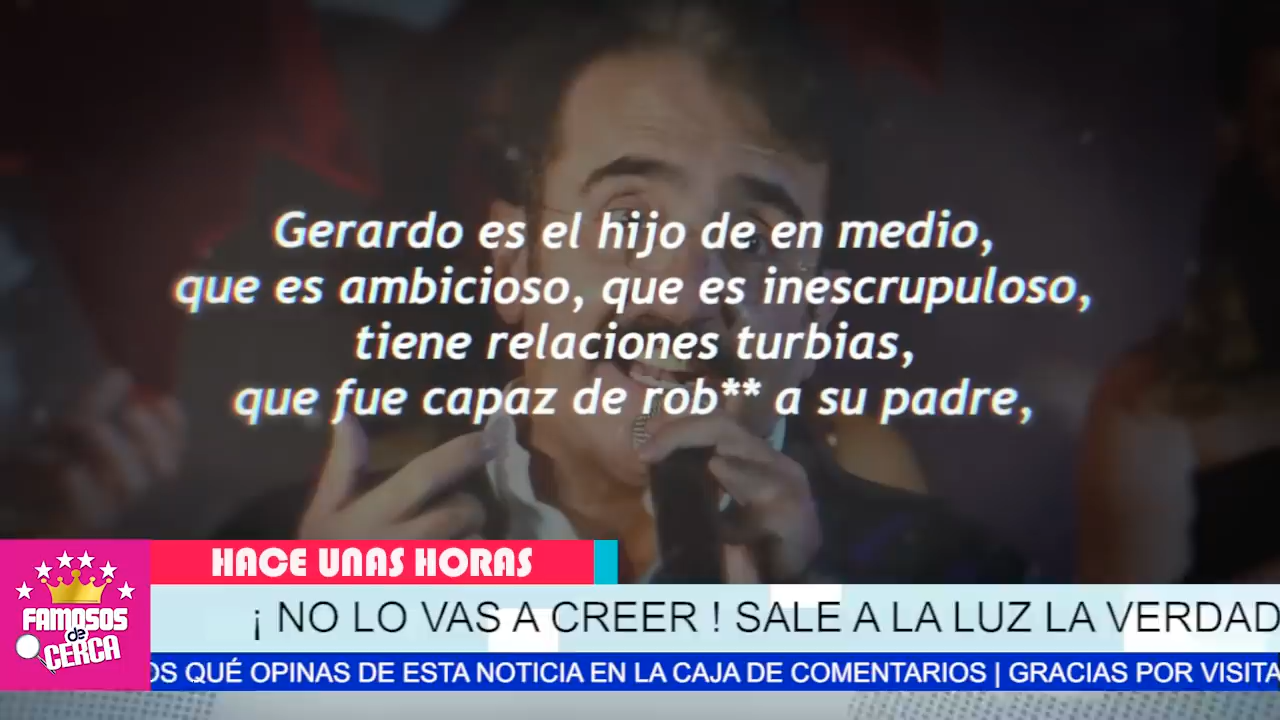 Gerardo es el hijo de en medio,
que es ambicioso, que es inescrupuloso,
tiene relaciones turbias,
que fue capaz de rob** a su padre,
HACE UNAS HORAS
¡ NO LO VAS A CREER ! SALE A LA LUZ LA VERDAD
FAMOSOS
de
CERCA
OS QUÉ OPINAS DE ESTA NOTICIA EN LA CAJA DE COMENTARIOS | GRACIAS POR VISITA